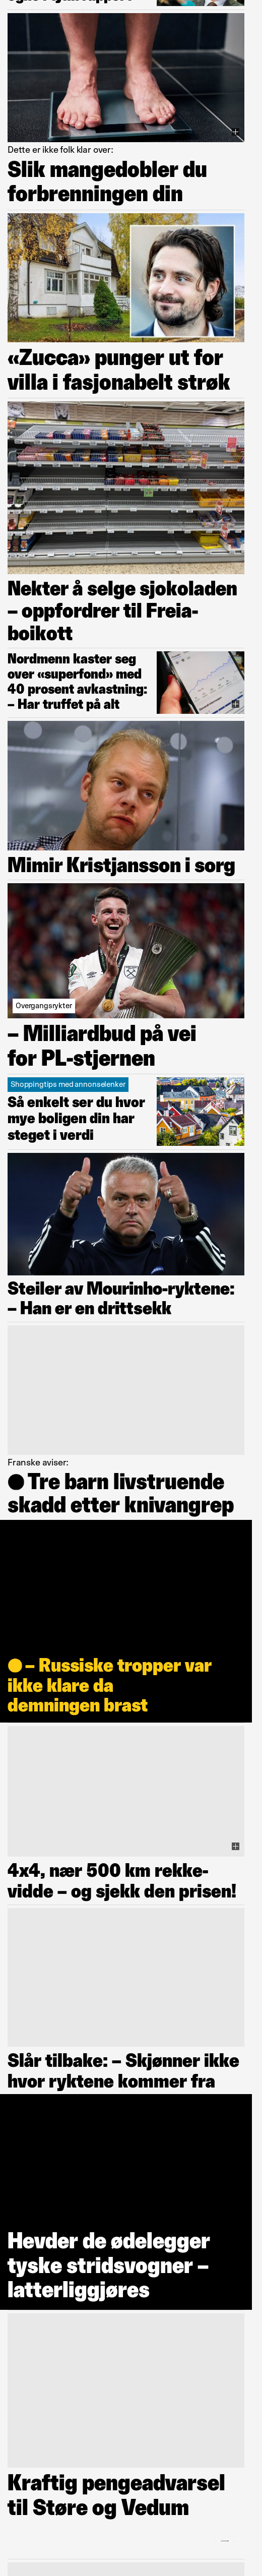 Dette er ikke folk klar over:
Slik mangedobler du
forbrenningen din
«Zucca» punger ut for
villa i fasjonabelt strøk
Nekter å selge sjokoladen
– oppfordrer til Freia-
boikott
Nordmenn kaster seg
over «superfond» med
40 prosent avkastning:
– Har truffet på alt
Mimir Kristjansson i sorg
Overgangsrykter
– Milliardbud på vei
for PL-stjernen
Shoppingtips med annonselenker
Så enkelt ser du hvor
mye boligen din har
steget i verdi
Steiler av Mourinho-ryktene:
– Han er en drittsekk
Franske aviser:
Tre barn livstruende
skadd etter knivangrep
– Russiske tropper var
ikke klare da
demningen brast
4x4, nær 500 km rekke-
vidde – og sjekk den prisen!
Slår tilbake: – Skjønner ikke
hvor ryktene kommer fra
Hevder de ødelegger
tyske stridsvogner –
latterliggjøres
Kraftig pengeadvarsel
til Støre og Vedum